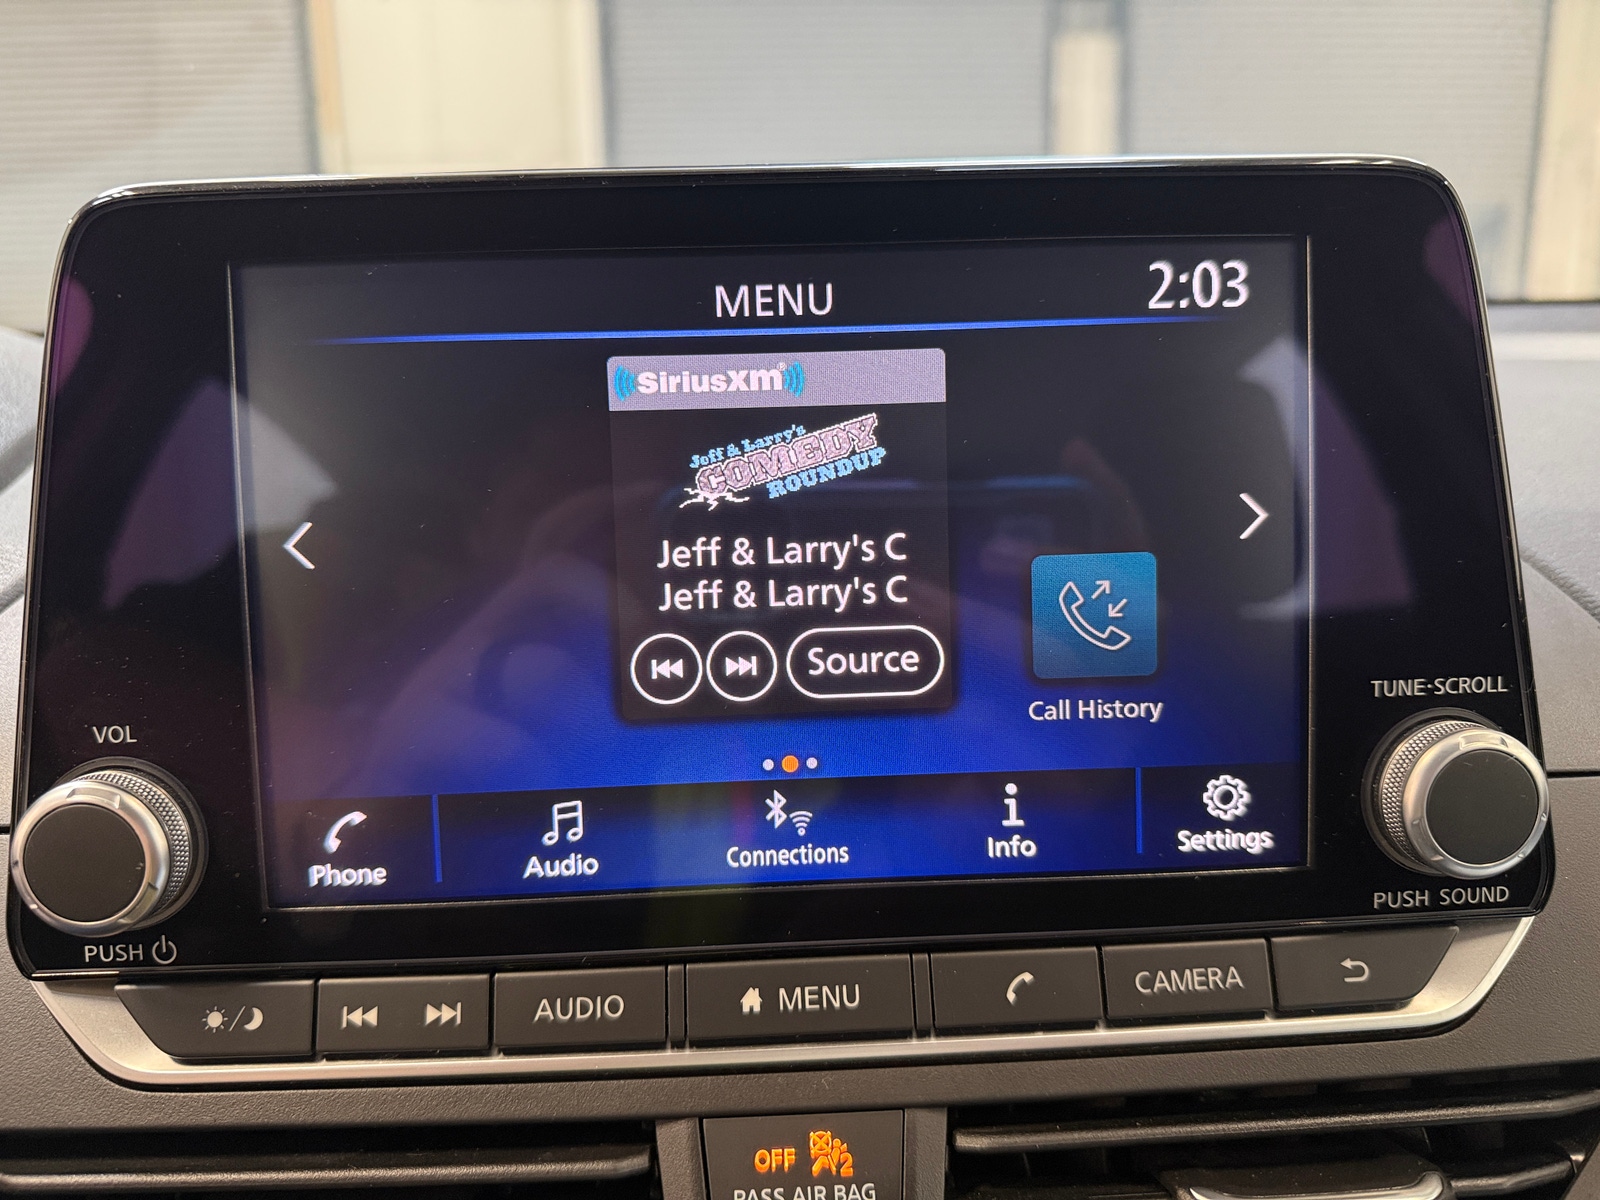 MENU
2:03
SiriusXM
Jeff & Larry's
COMEDY
ROUNDUP
Jeff & Larry's C
Jeff & Larry's C
Source
Call History
Phone
Audio
Connections
Info
Settings
VOL
PUSH
TUNE·SCROLL
PUSH SOUND
AUDIO
MENU
CAMERA
OFF
2
PASS AIR BAG